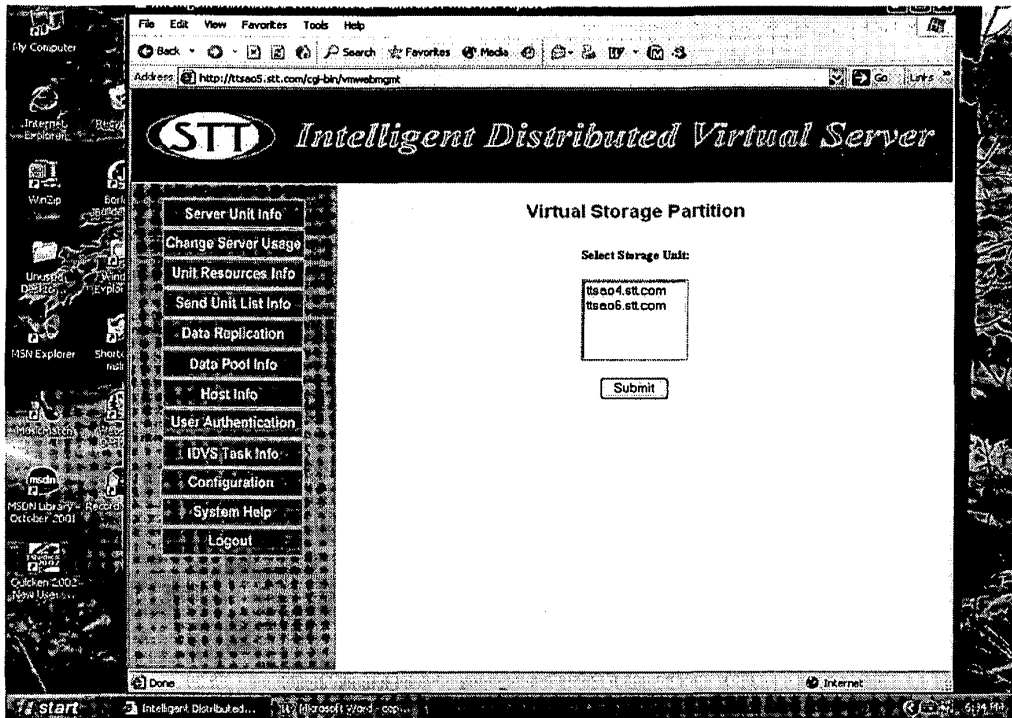 My Computer
Internet Explorer
WinZip
MSN Explorer
msdn
MSDN Library - October 2001
Quicken 2002 New User...
File Edit View Favorites Tools Help
Back Search Favorites Media
Address http://ttsao5.stt.com/cgi-bin/vmwebmgmt Go Links »
STT Intelligent Distributed Virtual Server
Server Unit Info
Change Server Usage
Unit Resources Info
Send Unit List Info
Data Replication
Data Pool Info
Host Info
User Authentication
IDVS Task Info
Configuration
System Help
Logout
Virtual Storage Partition
Select Storage Unit:
ttsao4.stt.com
ttsao6.stt.com
Submit
Done
Internet
start
Intelligent Distributed...
Microsoft Word